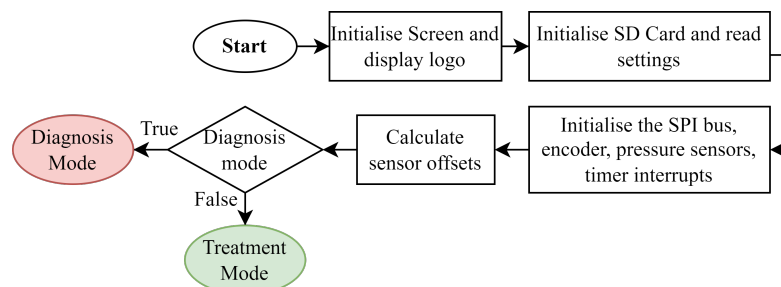 Start
Initialise Screen and
display logo
Initialise SD Card and read
settings
Initialise the SPI bus,
encoder, pressure sensors,
timer interrupts
Calculate
sensor offsets
Diagnosis
mode
True
Diagnosis
Mode
False
Treatment
Mode